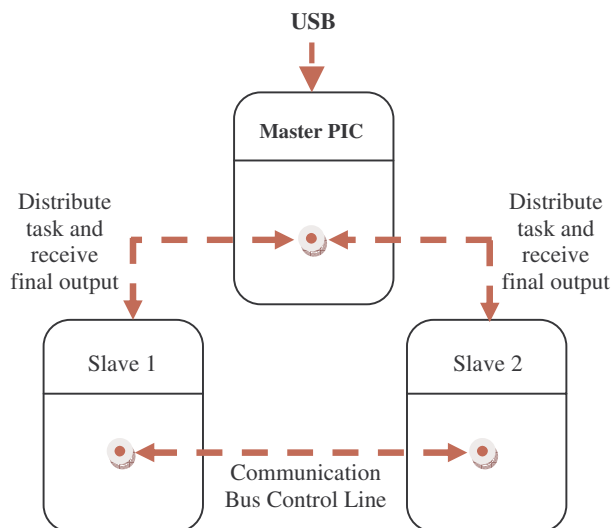 USB
Master PIC
Distribute
task and
receive
final output
Distribute
task and
receive
final output
Slave 1
Slave 2
Communication
Bus Control Line